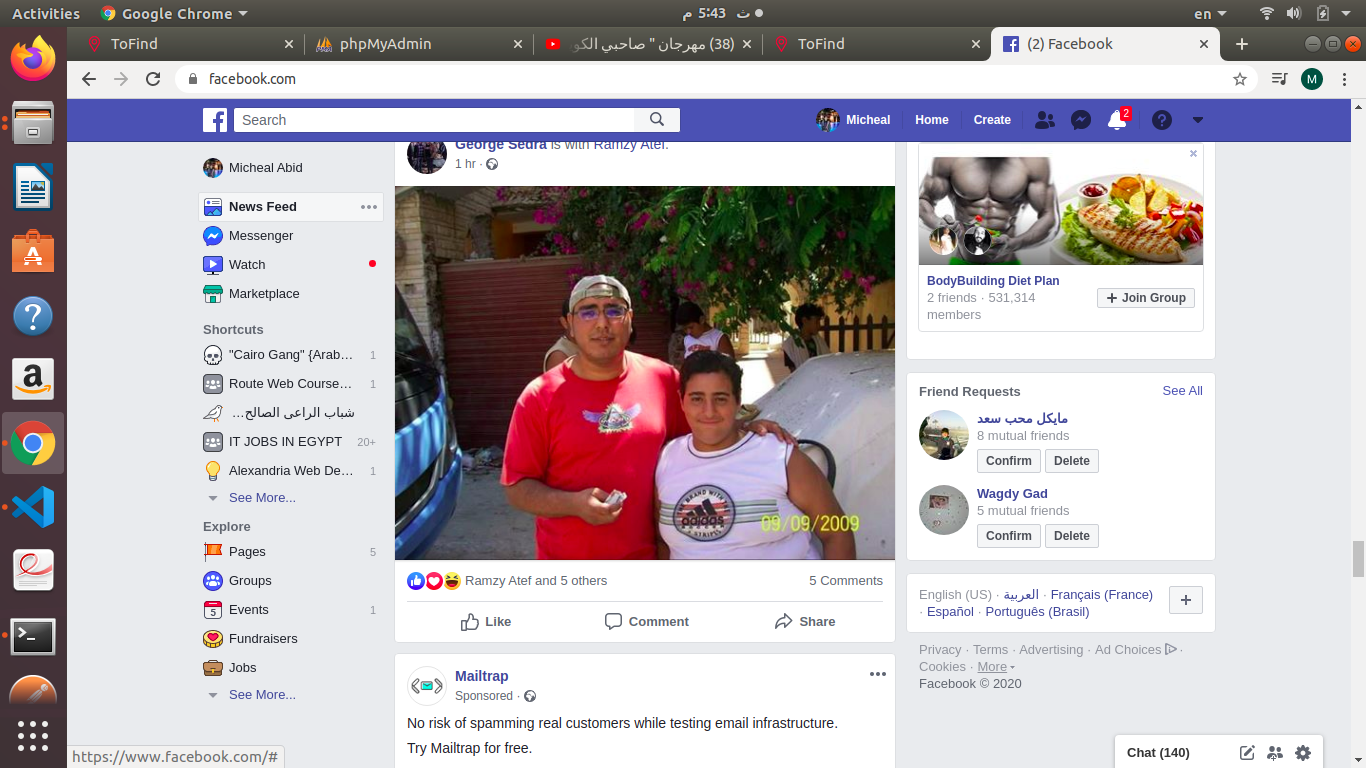 Activities
Google Chrome
م 5:43 ث
en
ToFind
phpMyAdmin
(38) مهرجان " صاحبي الكو
ToFind
(2) Facebook
facebook.com
M
Search
Micheal
Home
Create
2
Micheal Abid
News Feed
Messenger
Watch
Marketplace
Shortcuts
"Cairo Gang" {Arab... 1
Route Web Course... 1
شباب الراعى الصالح...
IT JOBS IN EGYPT 20+
Alexandria Web De... 1
See More...
Explore
Pages 5
Groups
5
Events 1
Fundraisers
Jobs
See More...
https://www.facebook.com/#
George Sedra is with Ramzy Atef.
1 hr ·
THE BRAND WITH
adidas
3 STRIPES
09/09/2009
Ramzy Atef and 5 others
5 Comments
Like
Comment
Share
Mailtrap
Sponsored ·
No risk of spamming real customers while testing email infrastructure.
Try Mailtrap for free.
BodyBuilding Diet Plan
2 friends · 531,314
members
+ Join Group
Friend Requests
See All
مايكل محب سعد
8 mutual friends
Confirm
Delete
Wagdy Gad
5 mutual friends
Confirm
Delete
English (US) · العربية · Français (France)
· Español · Português (Brasil)
+
Privacy · Terms · Advertising · Ad Choices ·
Cookies · More
Facebook © 2020
Chat (140)